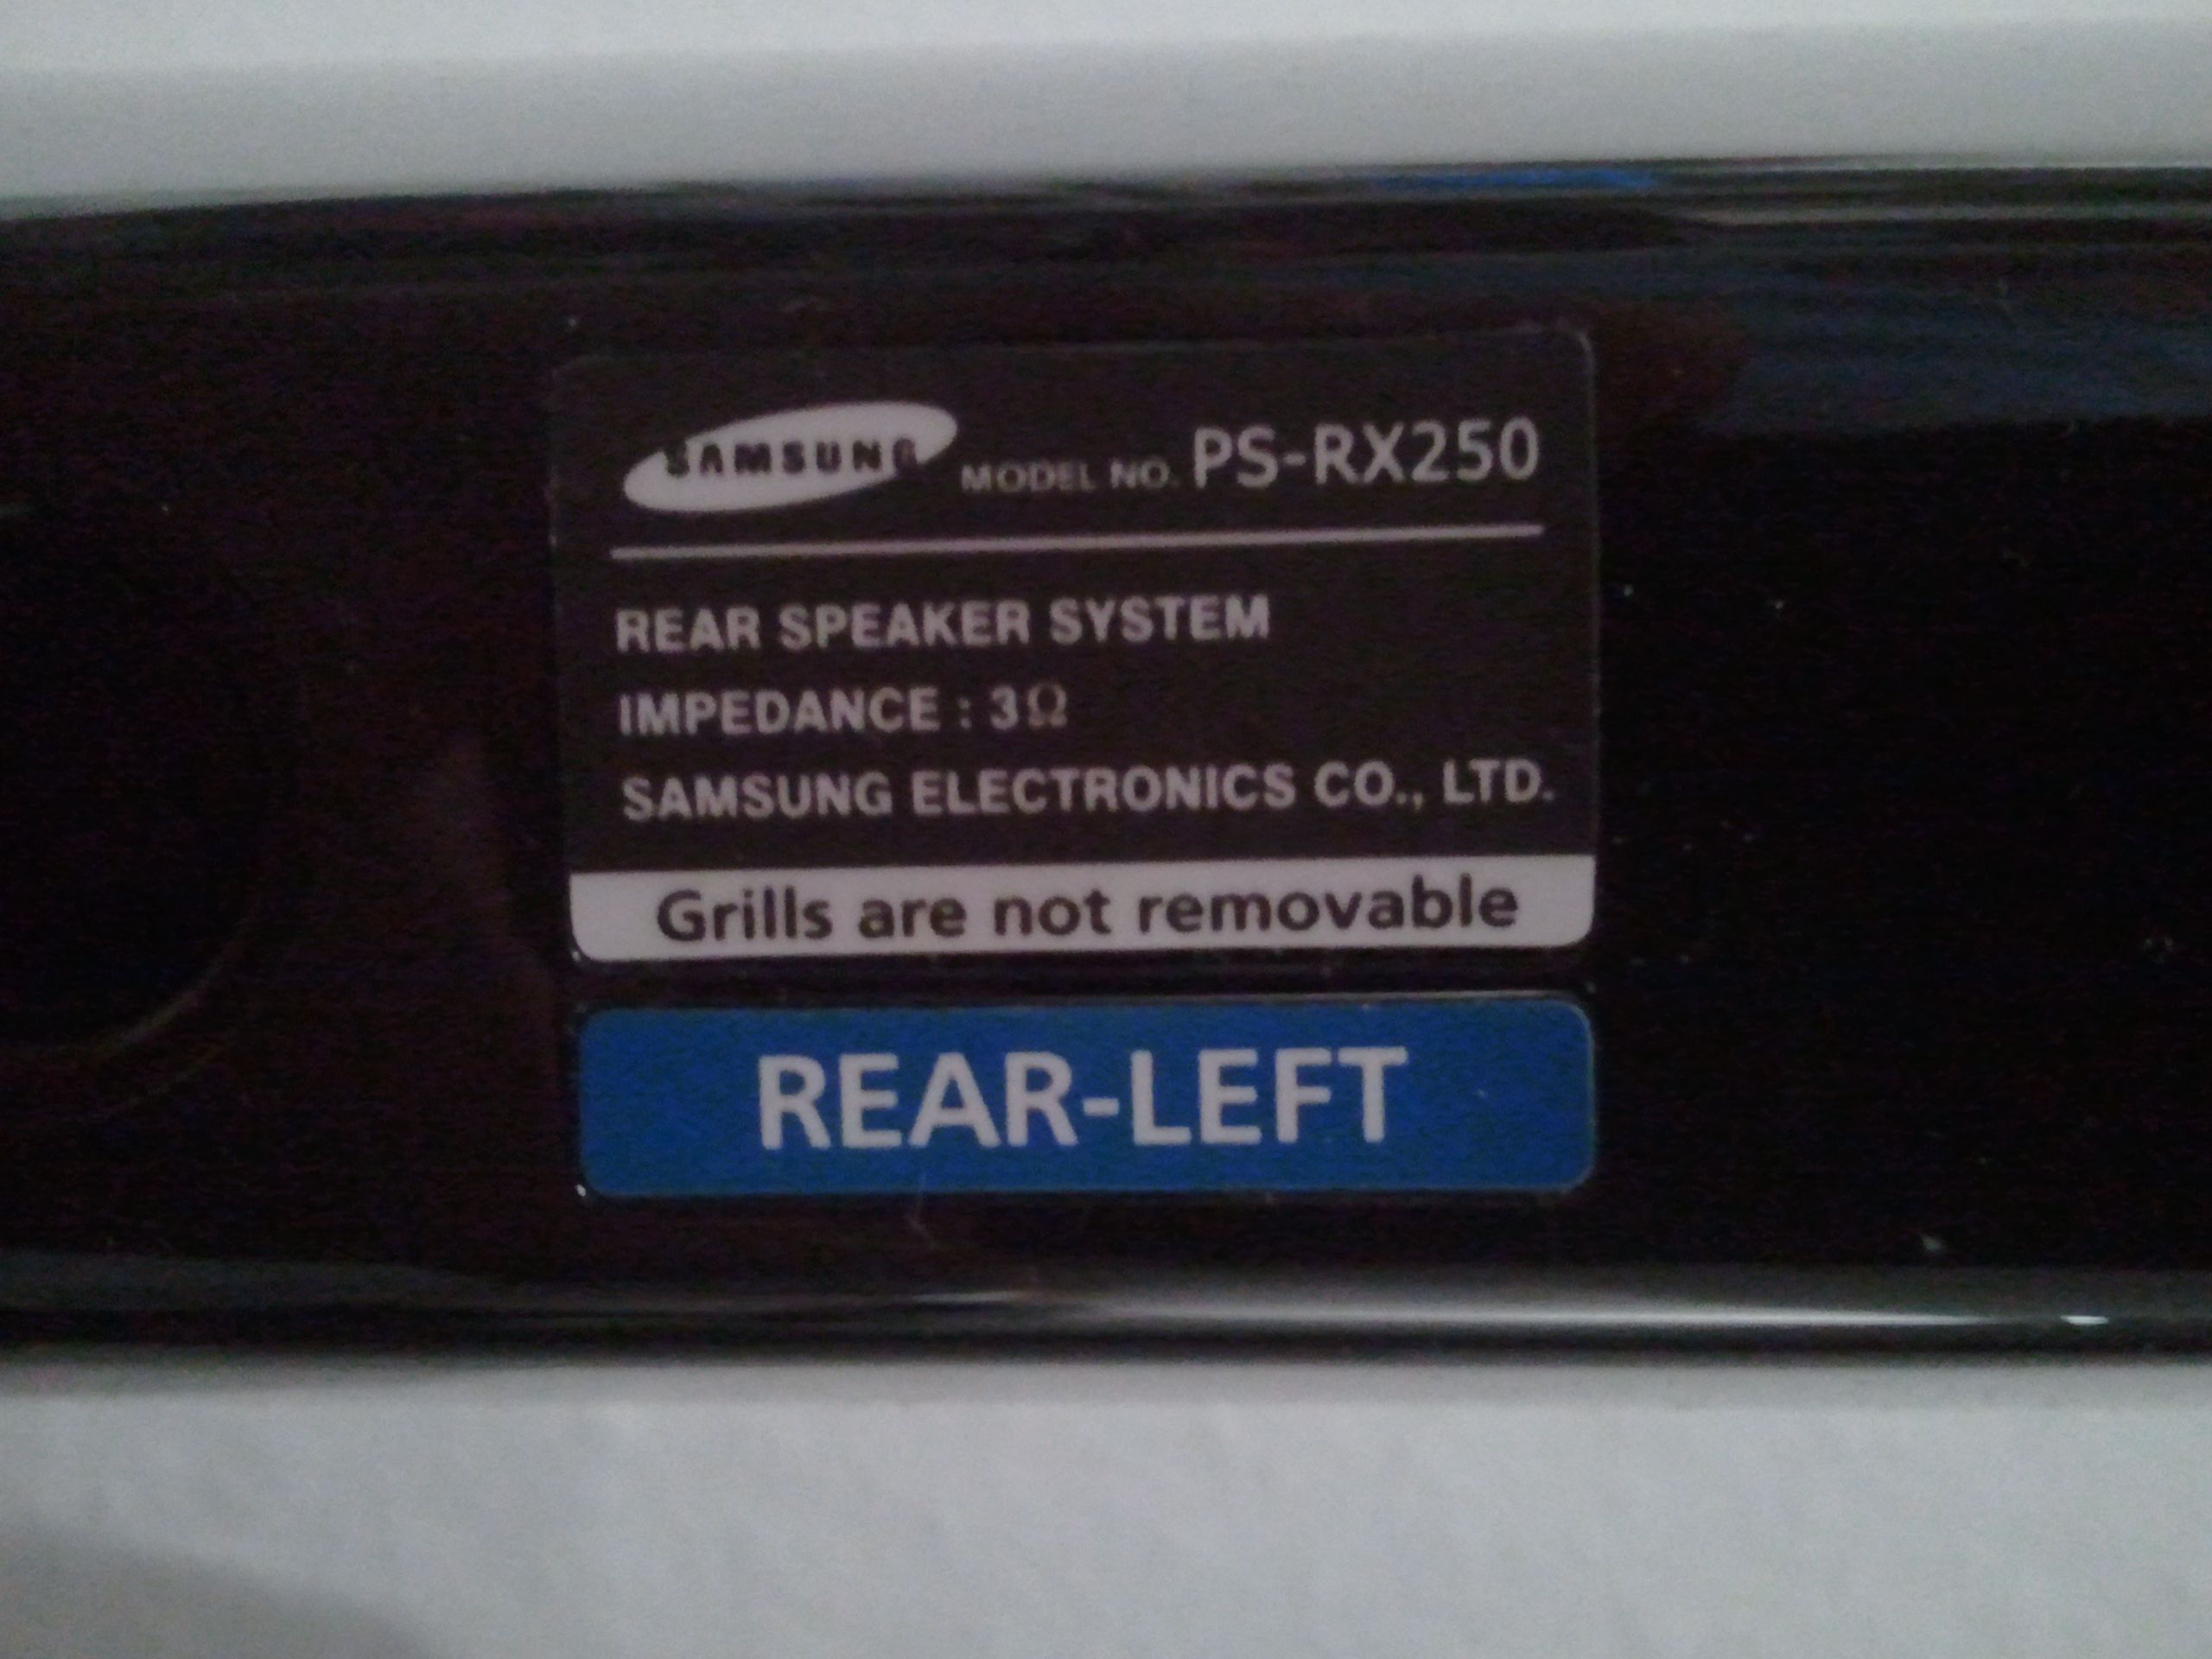 SAMSUNG MODEL NO. PS-RX250
REAR SPEAKER SYSTEM
IMPEDANCE : 3Ω
SAMSUNG ELECTRONICS CO., LTD.
Grills are not removable
REAR-LEFT